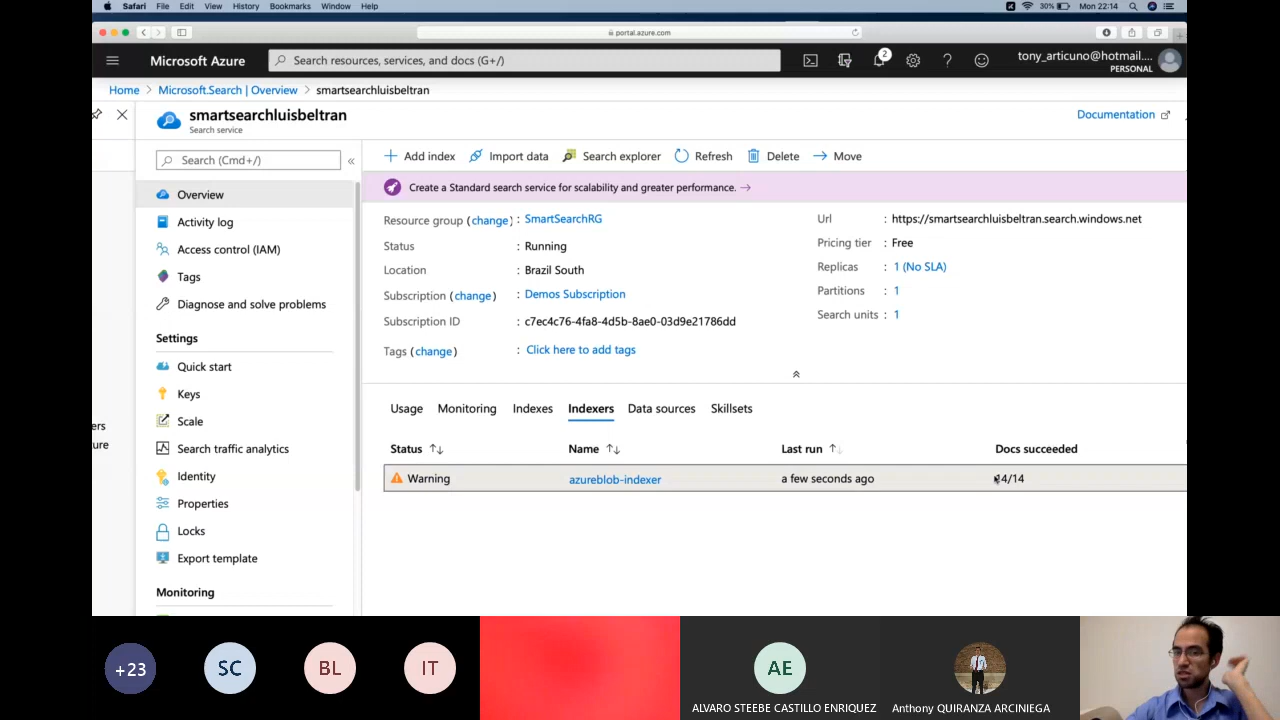 Safari File Edit View History Bookmarks Window Help
30% Mon 22:14
portal.azure.com
Microsoft Azure
Search resources, services, and docs (G+/)
2
tony_articuno@hotmail....
PERSONAL
Home > Microsoft.Search | Overview > smartsearchluisbeltran
smartsearchluisbeltran
Search service
Documentation
Search (Cmd+/)
«
Add index
Import data
Search explorer
Refresh
Delete
Move
Create a Standard search service for scalability and greater performance. →
Overview
Activity log
Access control (IAM)
Tags
Diagnose and solve problems
Settings
Quick start
Keys
Scale
Search traffic analytics
Identity
Properties
Locks
Export template
Monitoring
ers
ure
Resource group (change) : SmartSearchRG
Status : Running
Location : Brazil South
Subscription (change) : Demos Subscription
Subscription ID : c7ec4c76-4fa8-4d5b-8ae0-03d9e21786dd
Tags (change) : Click here to add tags
Url : https://smartsearchluisbeltran.search.windows.net
Pricing tier : Free
Replicas : 1 (No SLA)
Partitions : 1
Search units : 1
Usage Monitoring Indexes Indexers Data sources Skillsets
Status ↑↓ Name ↑↓ Last run ↑↓ Docs succeeded
Warning azureblob-indexer a few seconds ago 14/14
+23
SC
BL
IT
AE
ALVARO STEEBE CASTILLO ENRIQUEZ
Anthony QUIRANZA ARCINIEGA